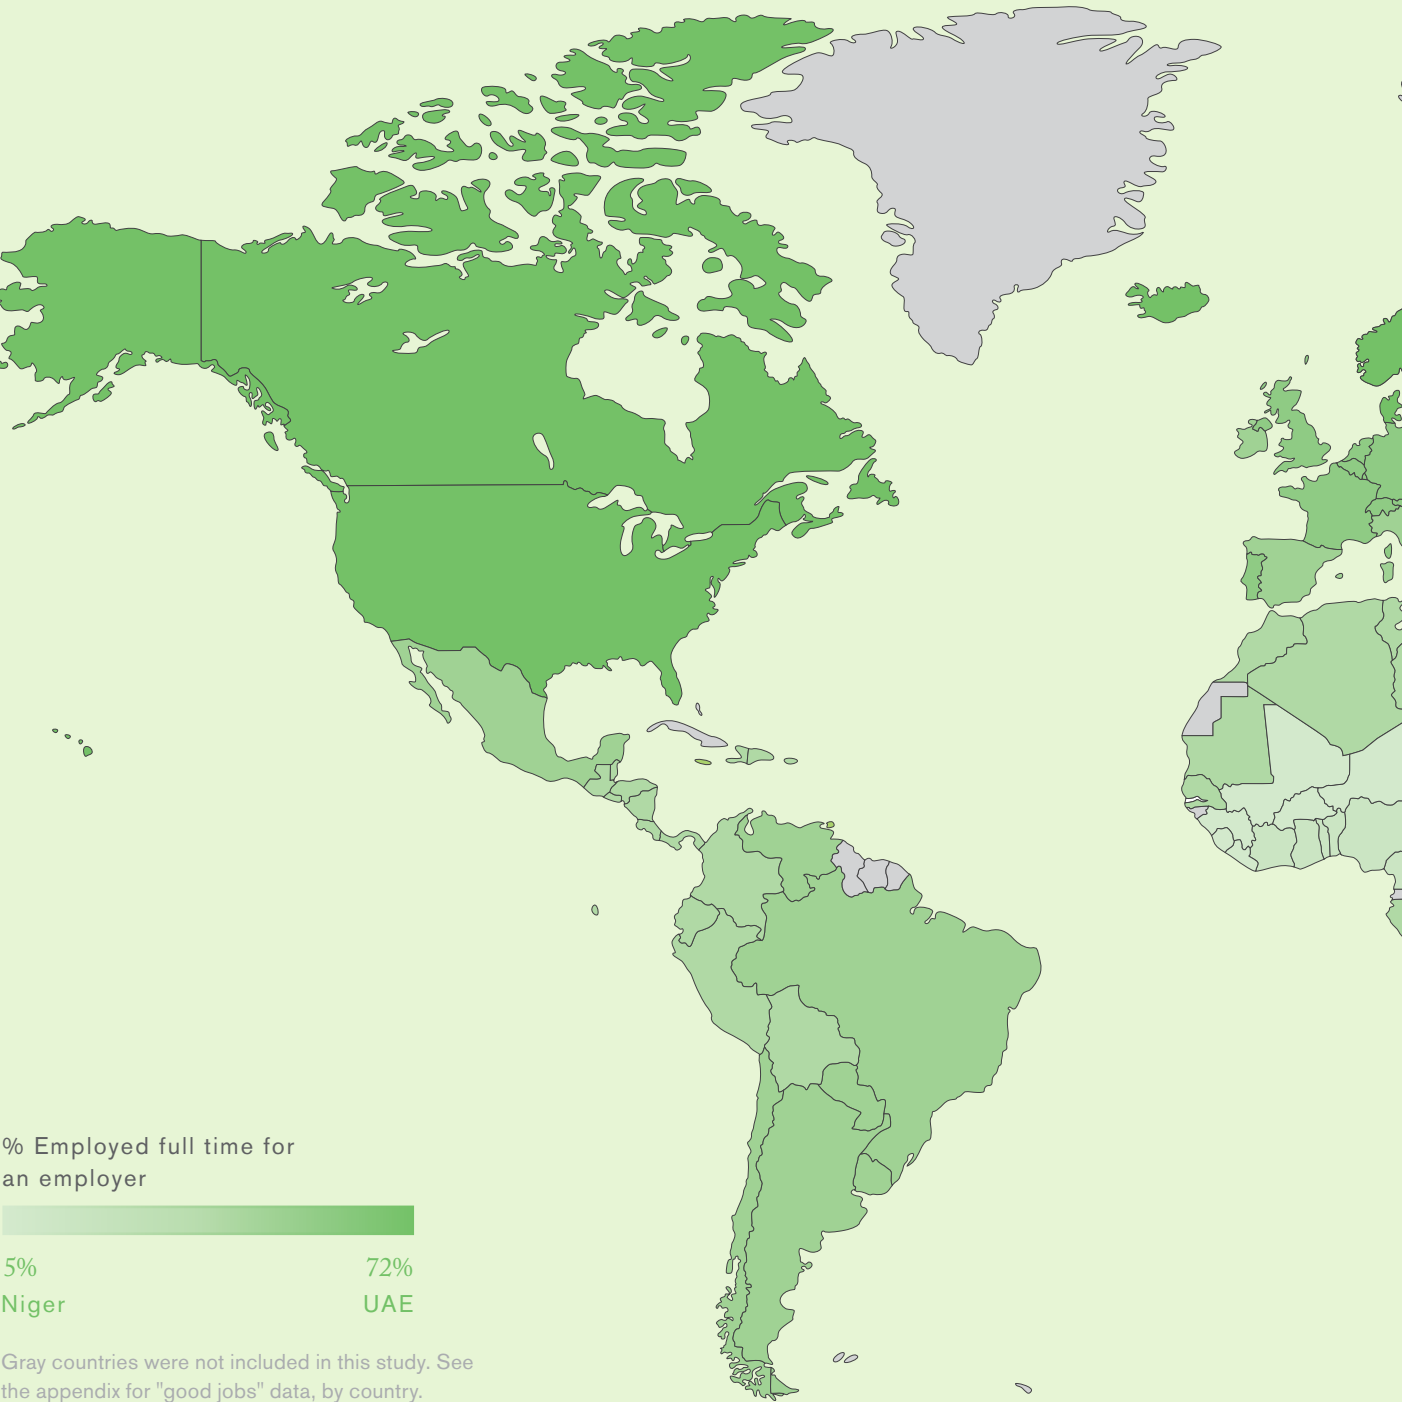 % Employed full time for
an employer
5% 72%
Niger UAE
Gray countries were not included in this study. See
the appendix for "good jobs" data, by country.